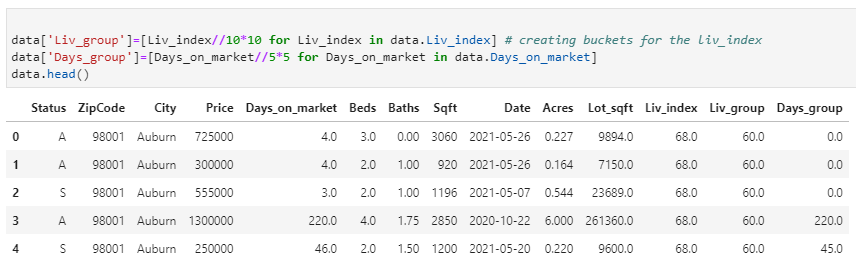 data['Liv_group']=[Liv_index//10*10 for Liv_index in data.Liv_index] # creating buckets for the liv_index
data['Days_group']=[Days_on_market//5*5 for Days_on_market in data.Days_on_market]
data.head()
Status ZipCode City Price Days_on_market Beds Baths Sqft Date Acres Lot_sqft Liv_index Liv_group Days_group
0 A 98001 Auburn 725000 4.0 3.0 0.00 3060 2021-05-26 0.227 9894.0 68.0 60.0 0.0
1 A 98001 Auburn 300000 4.0 2.0 1.00 920 2021-05-26 0.164 7150.0 68.0 60.0 0.0
2 S 98001 Auburn 555000 3.0 2.0 1.00 1196 2021-05-07 0.544 23689.0 68.0 60.0 0.0
3 A 98001 Auburn 1300000 220.0 4.0 1.75 2850 2020-10-22 6.000 261360.0 68.0 60.0 220.0
4 S 98001 Auburn 250000 46.0 2.0 1.50 1200 2021-05-20 0.220 9600.0 68.0 60.0 45.0